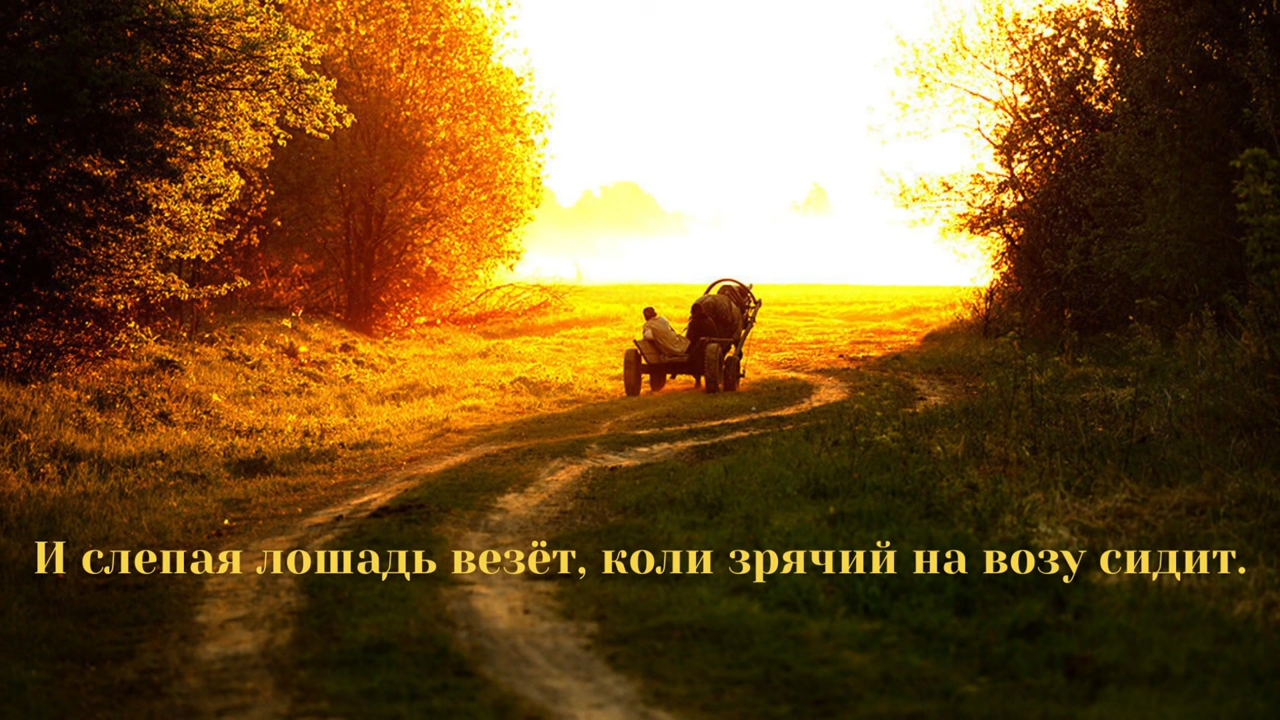 И слепая лошадь везёт, коли зрячий на возу сидит.